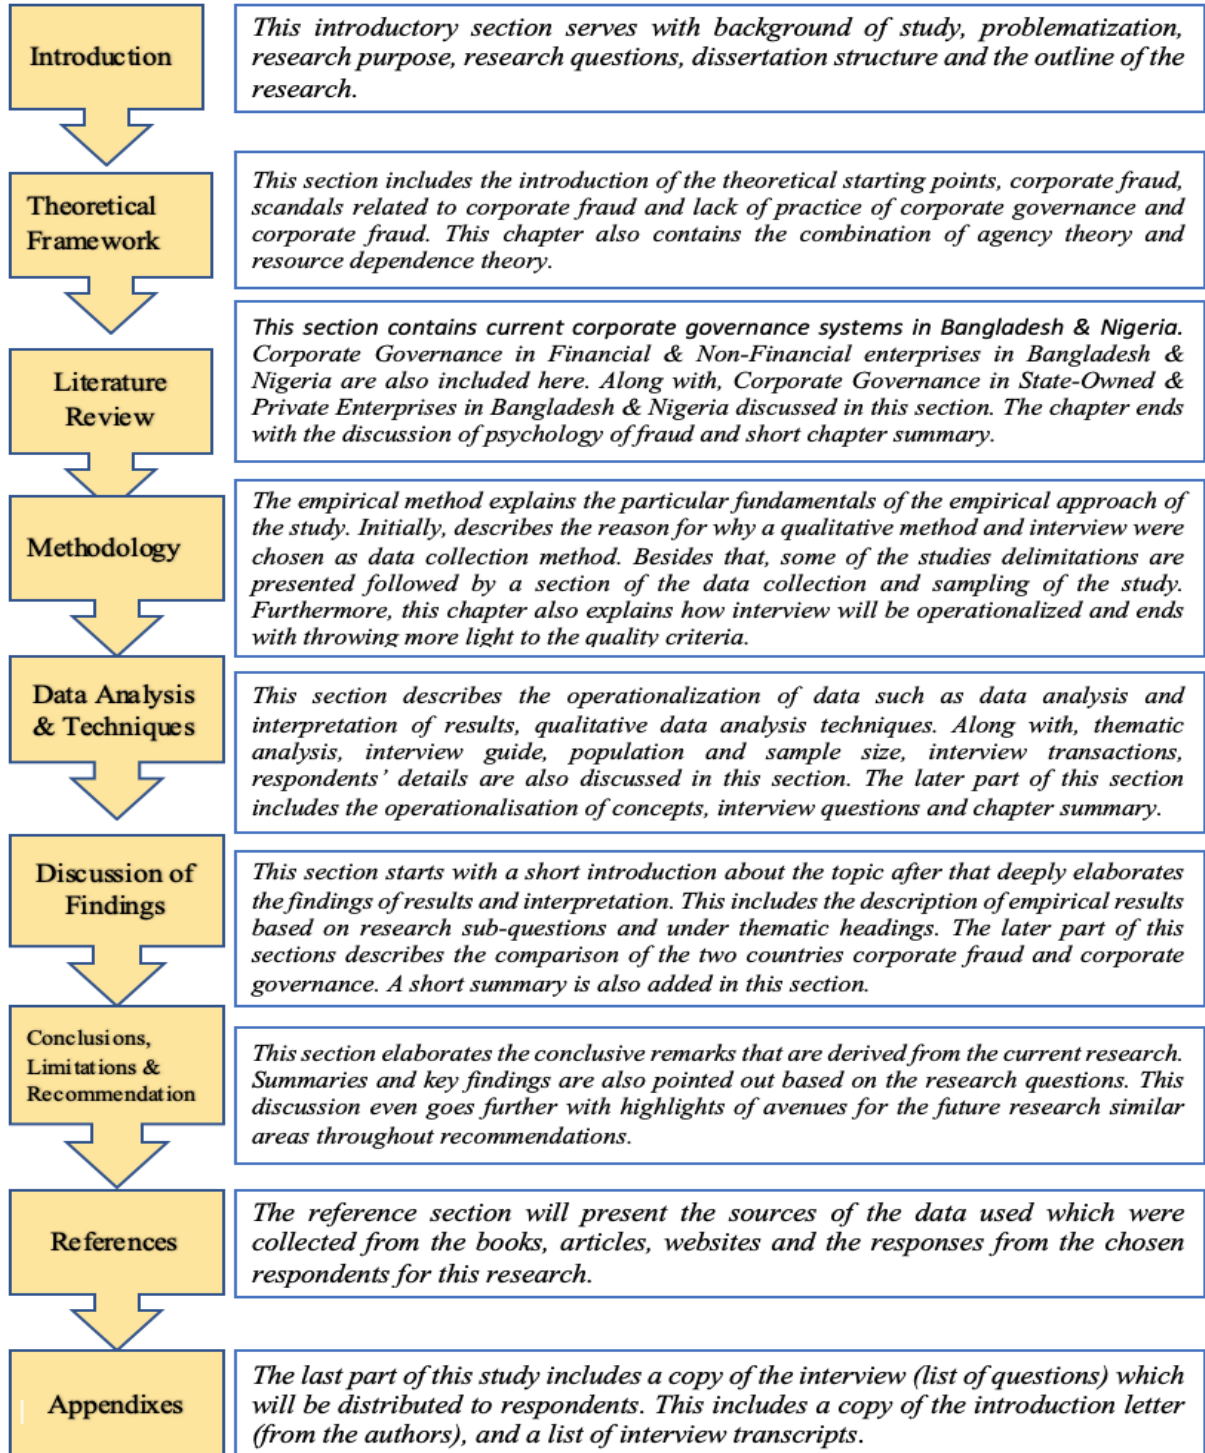 Introduction
This introductory section serves with background of study, problematization,
research purpose, research questions, dissertation structure and the outline of the
research.
Theoretical
Framework
This section includes the introduction of the theoretical starting points, corporate fraud,
scandals related to corporate fraud and lack of practice of corporate governance and
corporate fraud. This chapter also contains the combination of agency theory and
resource dependence theory.
Literature
Review
This section contains current corporate governance systems in Bangladesh & Nigeria.
Corporate Governance in Financial & Non-Financial enterprises in Bangladesh &
Nigeria are also included here. Along with, Corporate Governance in State-Owned &
Private Enterprises in Bangladesh & Nigeria discussed in this section. The chapter ends
with the discussion of psychology of fraud and short chapter summary.
Methodology
The empirical method explains the particular fundamentals of the empirical approach of
the study. Initially, describes the reason for why a qualitative method and interview were
chosen as data collection method. Besides that, some of the studies delimitations are
presented followed by a section of the data collection and sampling of the study.
Furthermore, this chapter also explains how interview will be operationalized and ends
with throwing more light to the quality criteria.
Data Analysis
& Techniques
This section describes the operationalization of data such as data analysis and
interpretation of results, qualitative data analysis techniques. Along with, thematic
analysis, interview guide, population and sample size, interview transactions,
respondents' details are also discussed in this section. The later part of this section
includes the operationalisation of concepts, interview questions and chapter summary.
Discussion of
Findings
This section starts with a short introduction about the topic after that deeply elaborates
the findings of results and interpretation. This includes the description of empirical results
based on research sub-questions and under thematic headings. The later part of this
sections describes the comparison of the two countries corporate fraud and corporate
governance. A short summary is also added in this section.
Conclusions,
Limitations &
Recommendation
This section elaborates the conclusive remarks that are derived from the current research.
Summaries and key findings are also pointed out based on the research questions. This
discussion even goes further with highlights of avenues for the future research similar
areas throughout recommendations.
References
The reference section will present the sources of the data used which were
collected from the books, articles, websites and the responses from the chosen
respondents for this research.
Appendixes
The last part of this study includes a copy of the interview (list of questions) which
will be distributed to respondents. This includes a copy of the introduction letter
(from the authors), and a list of interview transcripts.